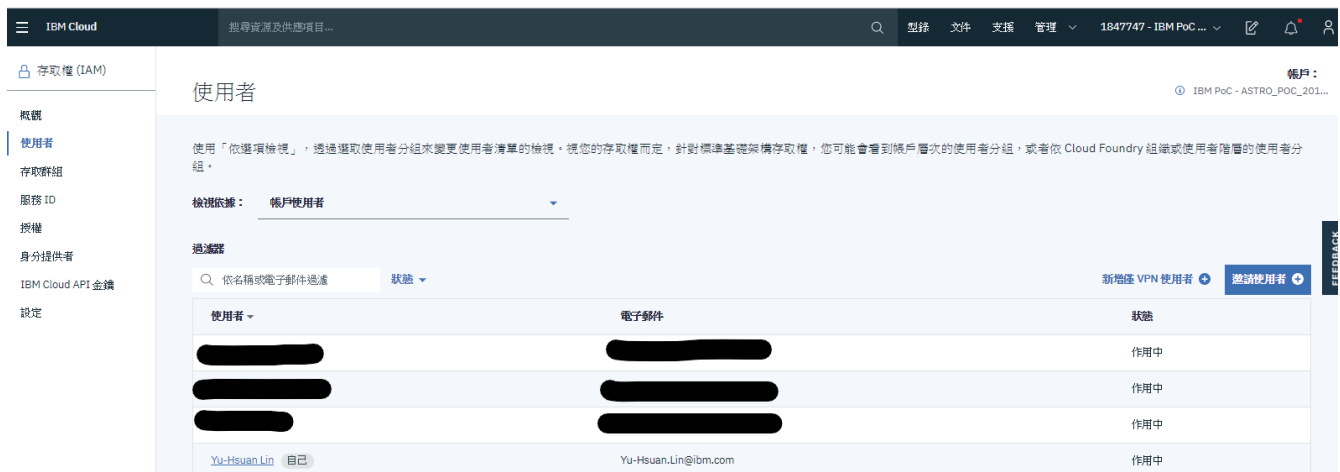 IBM Cloud
搜尋資源及供應項目...
型錄 文件 支援 管理 1847747 - IBM PoC ...
存取權 (IAM)
概觀
使用者
存取群組
服務 ID
授權
身分提供者
IBM Cloud API 金鑰
設定
使用者
帳戶：
IBM PoC - ASTRO_POC_201...
使用「依選項檢視」，透過選取使用者分組來變更使用者清單的檢視。視您的存取權而定，針對標準基礎架構存取權，您可能會看到帳戶層次的使用者分組，或者依 Cloud Foundry 組織或使用者階層的使用者分
組。
檢視依據： 帳戶使用者
過濾器
依名稱或電子郵件過濾 狀態 新增僅 VPN 使用者 邀請使用者
使用者 電子郵件 狀態
作用中
作用中
作用中
Yu-Hsuan Lin 自己 Yu-Hsuan.Lin@ibm.com 作用中
FEEDBACK